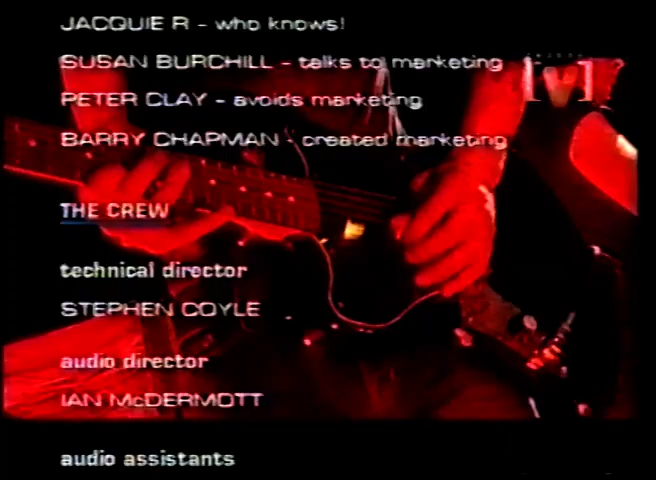 JACQUIE R - who knows!
SUSAN BURCHILL - talks to marketing
[v]
PETER CLAY - avoids marketing
BARRY CHAPMAN - created marketing
THE CREW
technical director
STEPHEN COYLE
audio director
IAN McDERMOTT
audio assistants